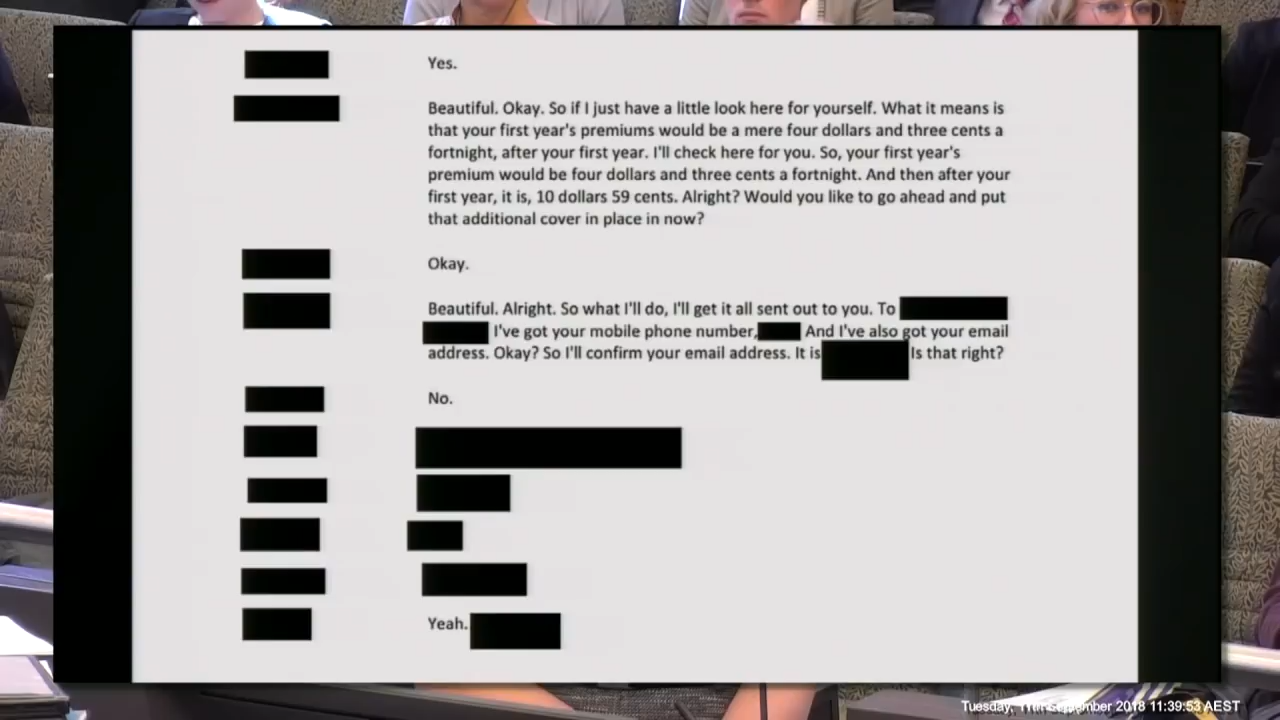 Yes.
Beautiful. Okay. So if I just have a little look here for yourself. What it means is
that your first year's premiums would be a mere four dollars and three cents a
fortnight, after your first year. I'll check here for you. So, your first year's
premium would be four dollars and three cents a fortnight. And then after your
first year, it is, 10 dollars 59 cents. Alright? Would you like to go ahead and put
that additional cover in place in now?
Okay.
Beautiful. Alright. So what I'll do, I'll get it all sent out to you. To
I've got your mobile phone number, And I've also got your email
address. Okay? So I'll confirm your email address. It is Is that right?
No.
Yeah.
Tuesday, 11th September 2018 11:39:53 AEST